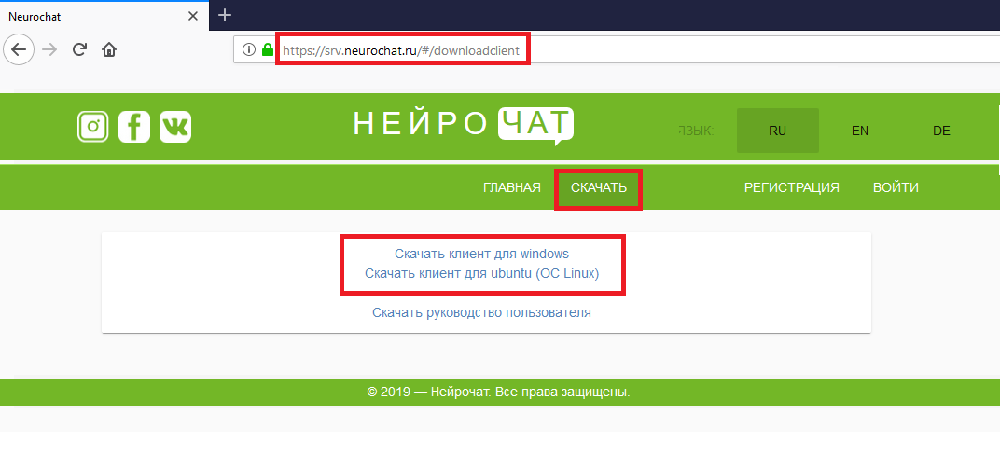 Neurochat
https://srv.neurochat.ru/#/downloadclient
НЕЙРО ЧАТ
ЯЗЫК: RU EN DE
ГЛАВНАЯ СКАЧАТЬ РЕГИСТРАЦИЯ ВОЙТИ
Скачать клиент для windows
Скачать клиент для ubuntu (ОС Linux)
Скачать руководство пользователя
© 2019 — Нейрочат. Все права защищены.